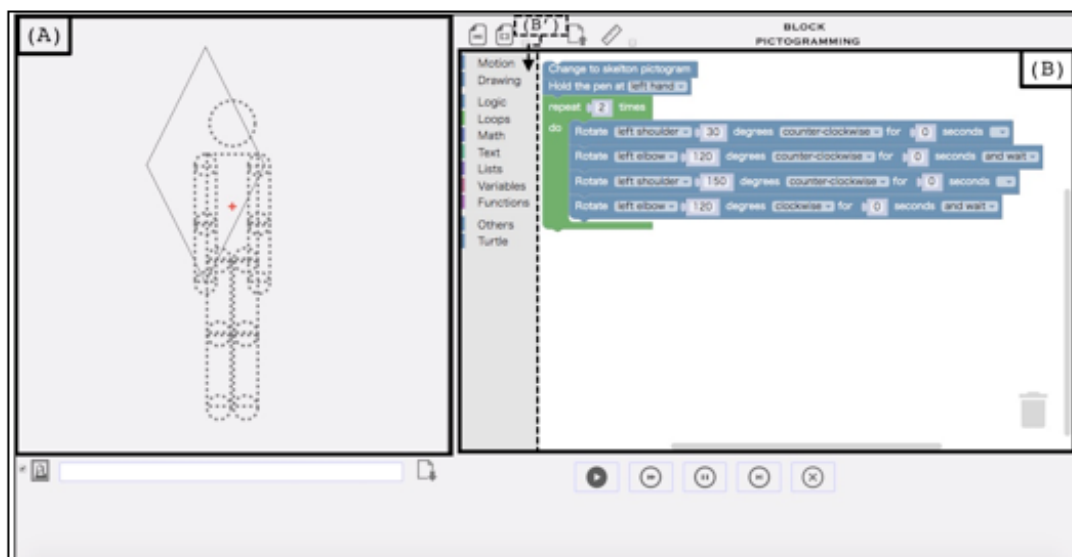 (A)
(B')
BLOCK
PICTOGRAMMING
(B)
Motion
Drawing
Logic
Loops
Math
Text
Lists
Variables
Functions
Others
Turtle
Change to skelton pictogram
Hold the pen at left hand
repeat 2 times
do
Rotate left shoulder 30 degrees counter-clockwise for 0 seconds
Rotate left elbow 120 degrees counter-clockwise for 0 seconds and wait
Rotate left shoulder 150 degrees counter-clockwise for 0 seconds
Rotate left elbow 120 degrees clockwise for 0 seconds and wait